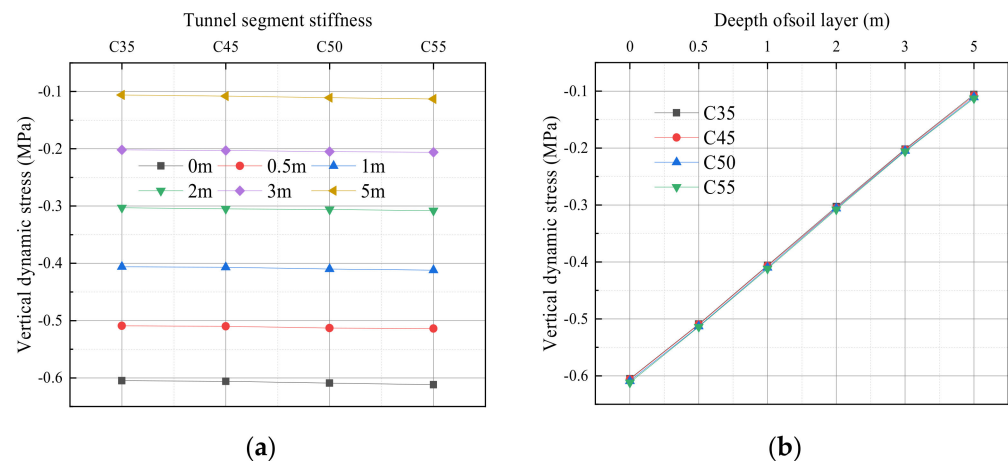 Tunnel segment stiffness
C35 C45 C50 C55
Vertical dynamic stress (MPa)
-0.1
-0.2
-0.3
-0.4
-0.5
-0.6
0m 0.5m 1m
2m 3m 5m
(a)
Deepth ofsoil layer (m)
0 0.5 1 2 3 5
Vertical dynamic stress (MPa)
-0.1
-0.2
-0.3
-0.4
-0.5
-0.6
C35
C45
C50
C55
(b)